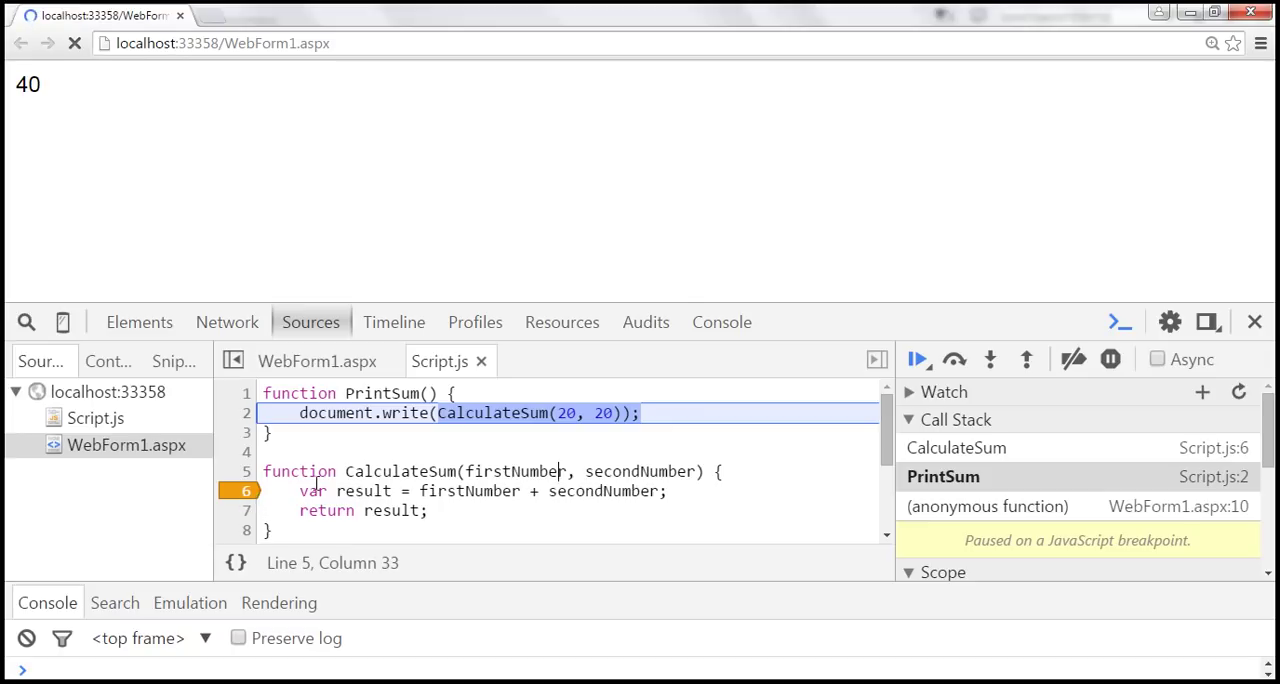 localhost:33358/WebForm
localhost:33358/WebForm1.aspx
40
Elements Network Sources Timeline Profiles Resources Audits Console
Sour... Cont... Snip... WebForm1.aspx Script.js Async
localhost:33358
Script.js
WebForm1.aspx
1 function PrintSum() {
2 document.write(CalculateSum(20, 20));
3 }
4
5 function CalculateSum(firstNumber, secondNumber) {
6 var result = firstNumber + secondNumber;
7 return result;
8 }
{} Line 5, Column 33
Watch
Call Stack
CalculateSum Script.js:6
PrintSum Script.js:2
(anonymous function) WebForm1.aspx:10
Paused on a JavaScript breakpoint.
Scope
Console Search Emulation Rendering
<top frame> Preserve log